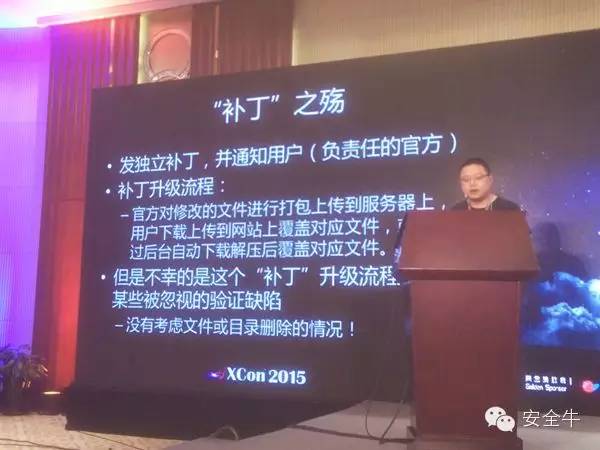 “补丁”之殇
• 发独立补丁，并通知用户（负责任的官方）
• 补丁升级流程：
– 官方对修改的文件进行打包上传到服务器上，
用户下载上传到网站上覆盖对应文件，
过后台自动下载解压后覆盖对应文件。
• 但是不幸的是这个“补丁”升级流程
某些被忽视的验证缺陷
– 没有考虑文件或目录删除的情况！
XCon 2015
Golden Sponsor
安全牛